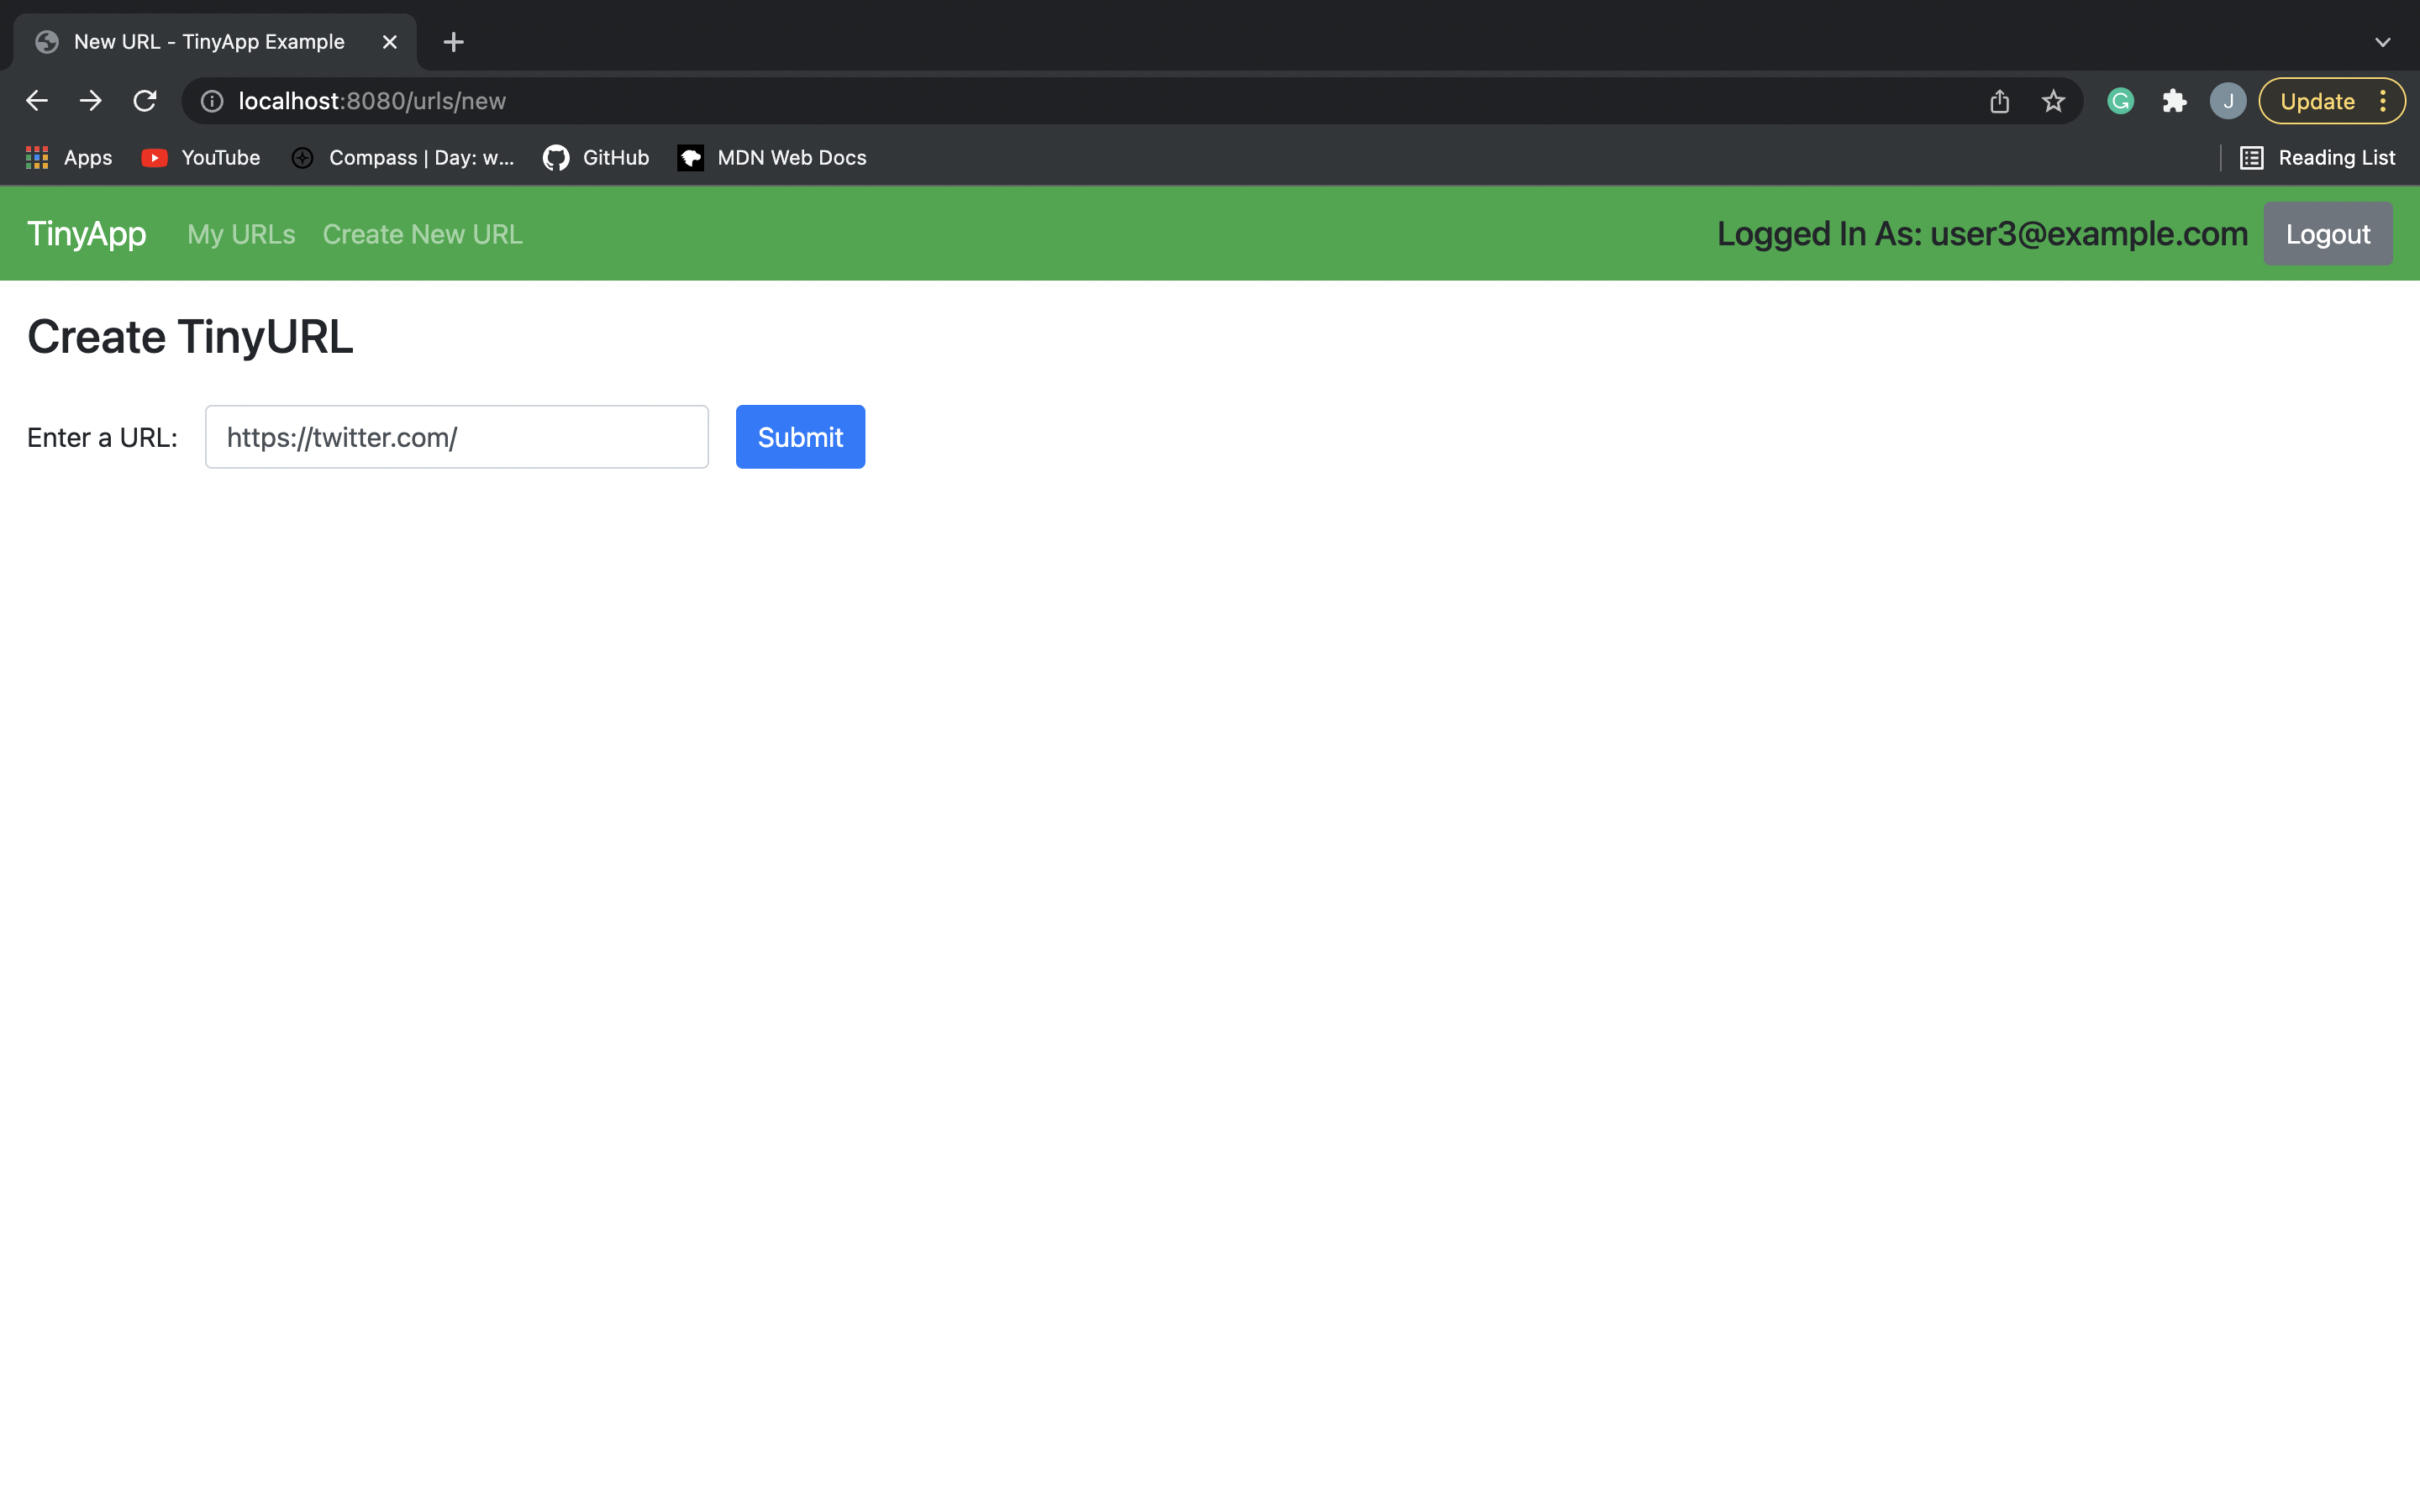 New URL - TinyApp Example
localhost:8080/urls/new
J
Update
Apps
YouTube
Compass | Day: w...
GitHub
MDN Web Docs
Reading List
TinyApp
My URLs
Create New URL
Logged In As: user3@example.com
Logout
Create TinyURL
Enter a URL:
https://twitter.com/
Submit